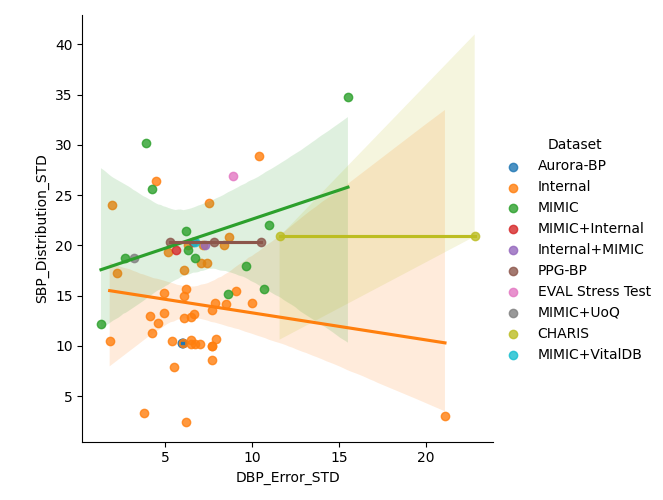 SBP_Distribution_STD
40
35
30
25
20
15
10
5
5
10
15
20
DBP_Error_STD
Dataset
Aurora-BP
Internal
MIMIC
MIMIC+Internal
Internal+MIMIC
PPG-BP
EVAL Stress Test
MIMIC+UoQ
CHARIS
MIMIC+VitalDB